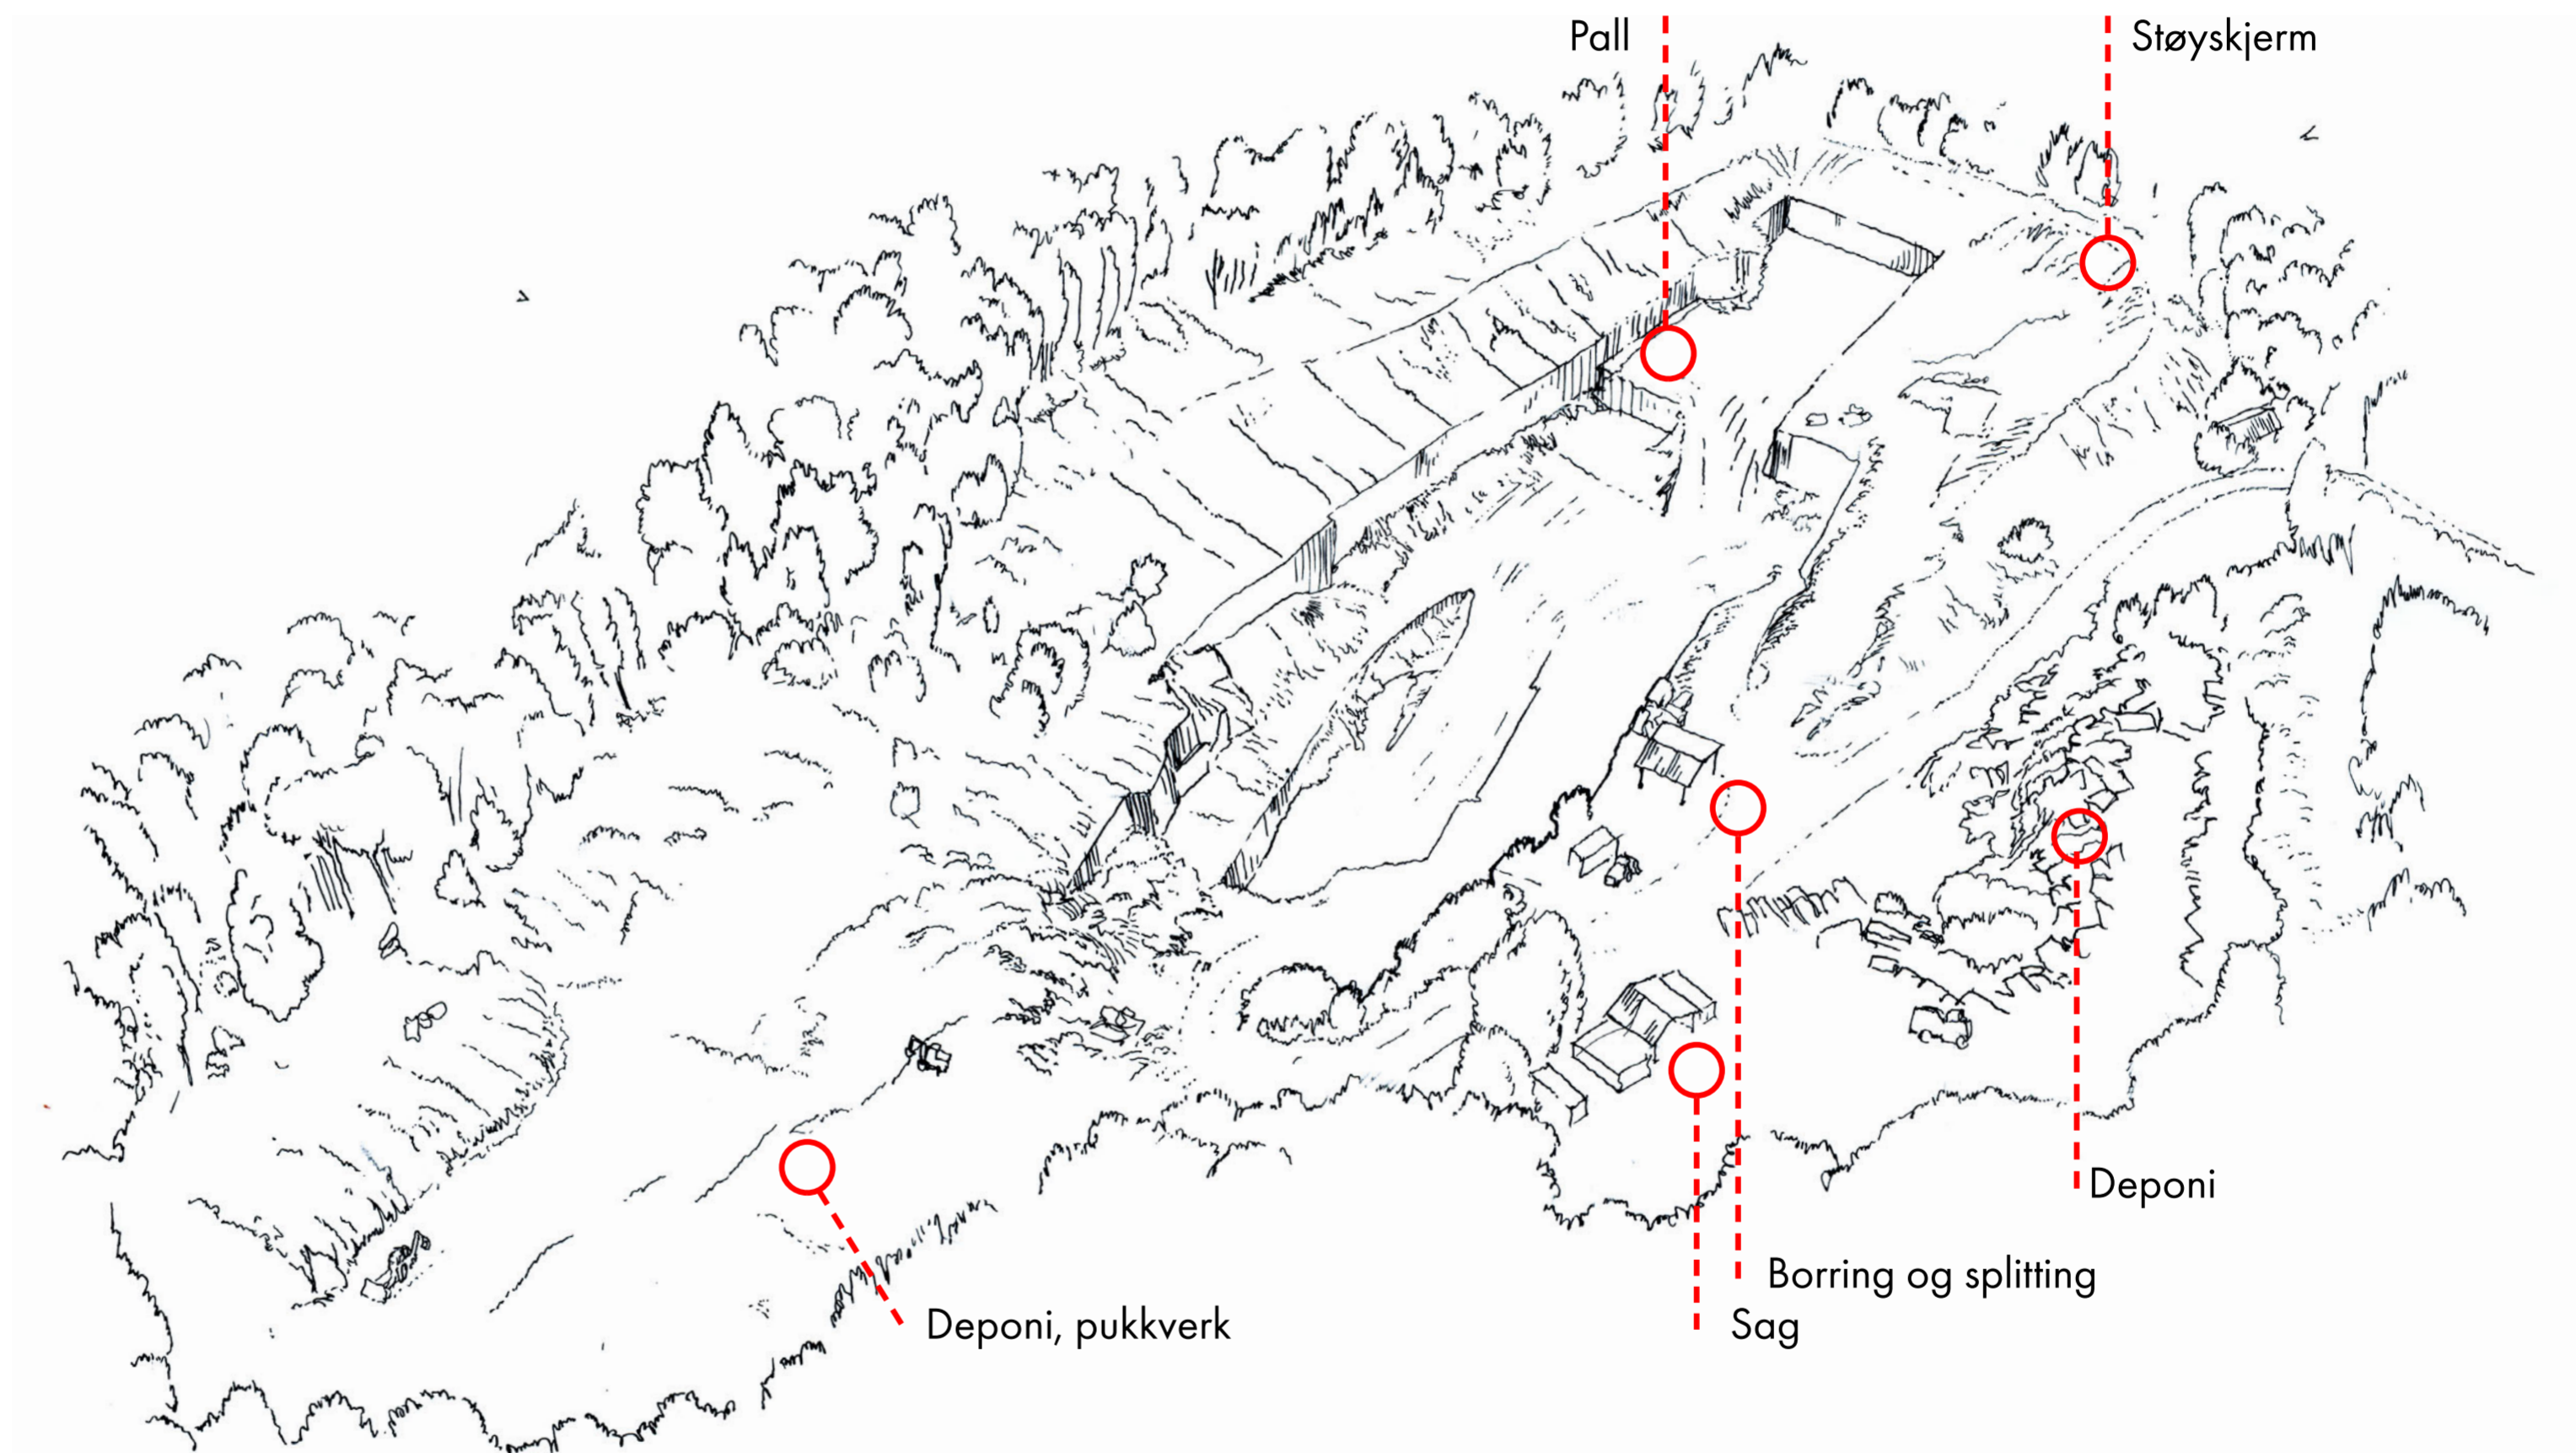 Pall
Støyskjerm
Deponi
Borring og splitting
Deponi, pukkverk
Sag